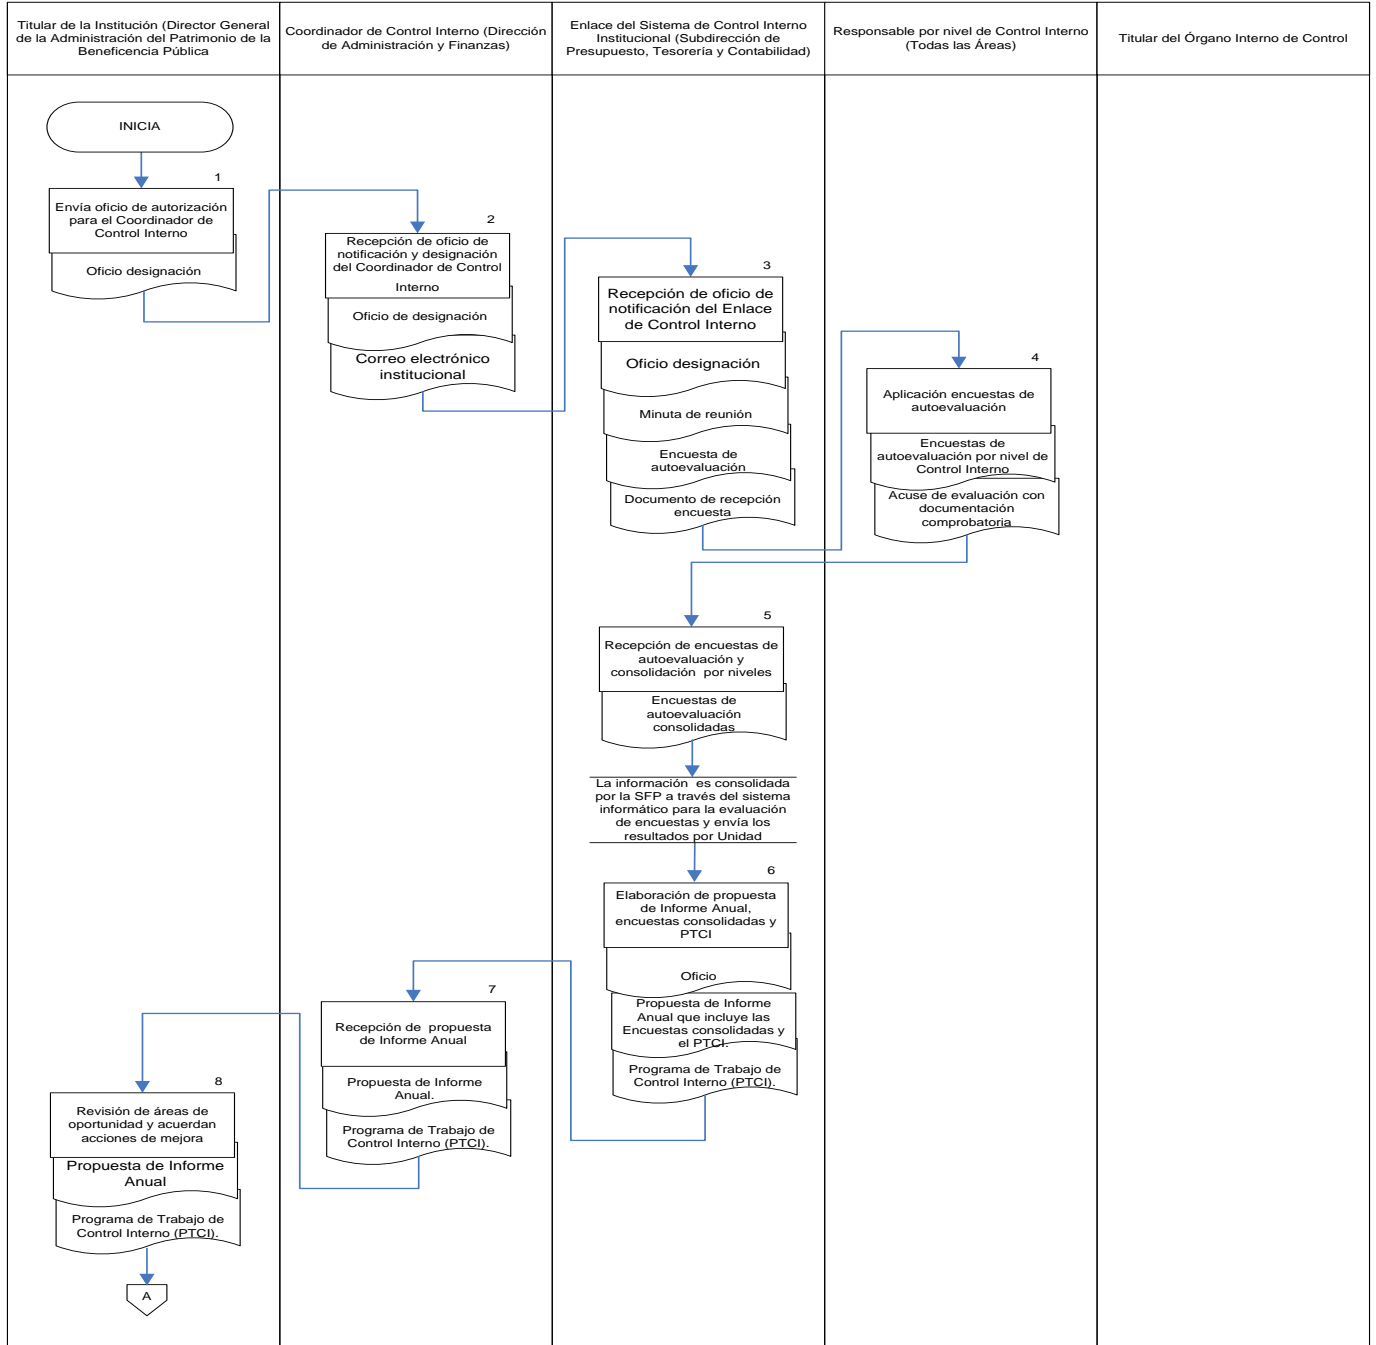 Titular de la Institución (Director General
de la Administración del Patrimonio de la
Beneficencia Pública
Coordinador de Control Interno (Dirección
de Administración y Finanzas)
Enlace del Sistema de Control Interno
Institucional (Subdirección de
Presupuesto, Tesorería y Contabilidad)
Responsable por nivel de Control Interno
(Todas las Áreas)
Titular del Órgano Interno de Control
INICIA
1
Envía oficio de autorización
para el Coordinador de
Control Interno
Oficio designación
2
Recepción de oficio de
notificación y designación
del Coordinador de Control
Interno
Oficio de designación
Correo electrónico
institucional
3
Recepción de oficio de
notificación del Enlace
de Control Interno
Oficio designación
Minuta de reunión
Encuesta de
autoevaluación
Documento de recepción
encuesta
4
Aplicación encuestas de
autoevaluación
Encuestas de
autoevaluación por nivel de
Control Interno
Acuse de evaluación con
documentación
comprobatoria
5
Recepción de encuestas de
autoevaluación y
consolidación por niveles
Encuestas de
autoevaluación
consolidadas
La información es consolidada
por la SFP a través del sistema
informático para la evaluación
de encuestas y envía los
resultados por Unidad
6
Elaboración de propuesta
de Informe Anual,
encuestas consolidadas y
PTCI
Oficio
Propuesta de Informe
Anual que incluye las
Encuestas consolidadas y
el PTCI.
Programa de Trabajo de
Control Interno (PTCI).
7
Recepción de propuesta
de Informe Anual
Propuesta de Informe
Anual.
Programa de Trabajo de
Control Interno (PTCI).
8
Revisión de áreas de
oportunidad y acuerdan
acciones de mejora
Propuesta de Informe
Anual
Programa de Trabajo de
Control Interno (PTCI).
A